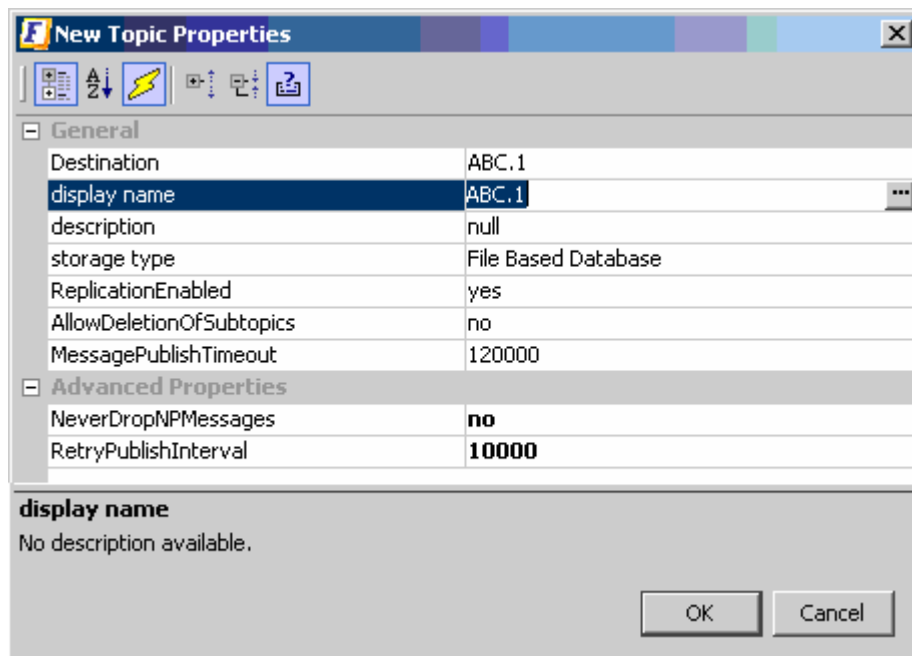 New Topic Properties
General
Destination ABC.1
display name ABC.1
description null
storage type File Based Database
ReplicationEnabled yes
AllowDeletionOfSubtopics no
MessagePublishTimeout 120000
Advanced Properties
NeverDropNPMessages no
RetryPublishInterval 10000
display name
No description available.
OK Cancel